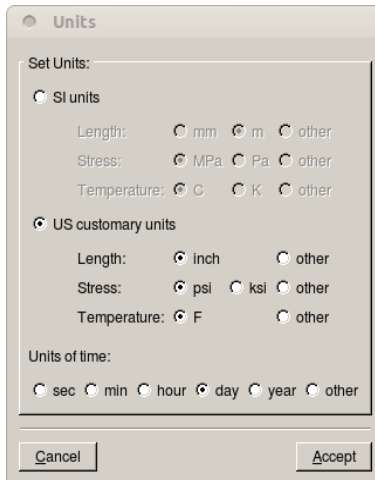 Units
Set Units:
SI units
Length: mm m other
Stress: MPa Pa other
Temperature: C K other
US customary units
Length: inch other
Stress: psi ksi other
Temperature: F other
Units of time:
sec min hour day year other
Cancel Accept